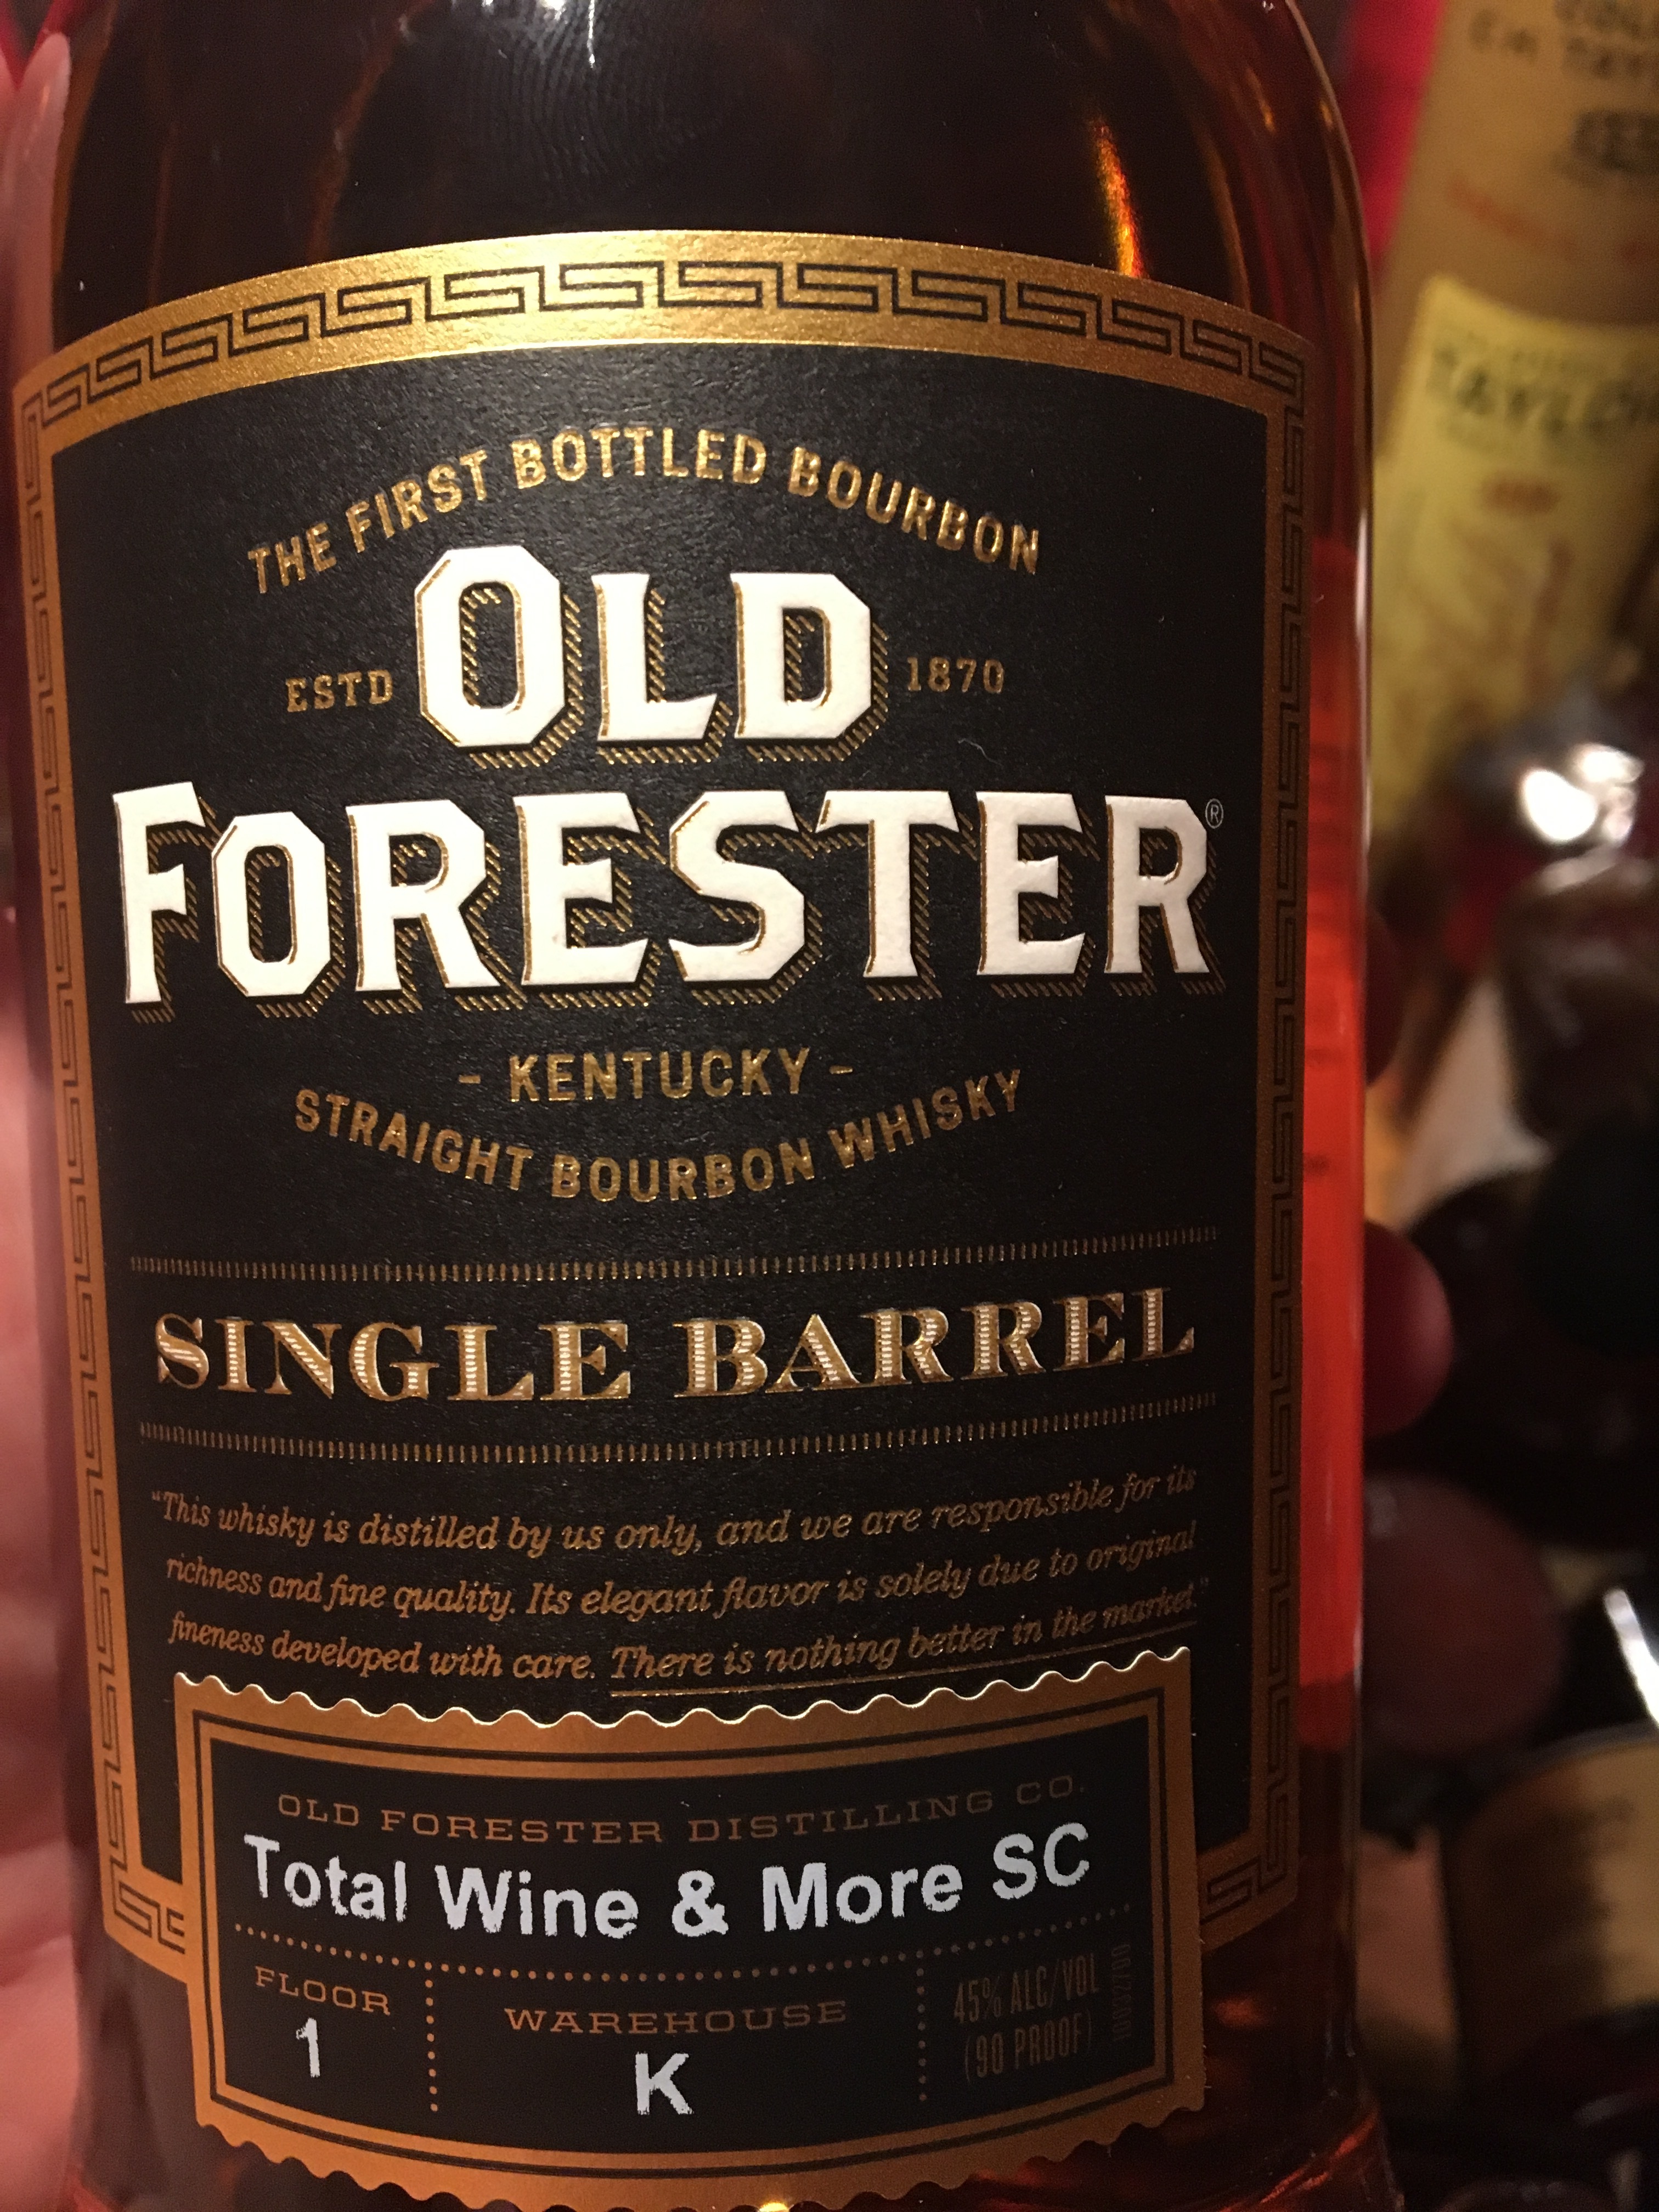 THE FIRST BOTTLED BOURBON
ESTD OLD 1870
FORESTER®
- KENTUCKY -
STRAIGHT BOURBON WHISKY
SINGLE BARREL
"This whisky is distilled by us only, and we are responsible for its
richness and fine quality. Its elegant flavor is solely due to original
fineness developed with care. There is nothing better in the market."
OLD FORESTER DISTILLING CO.
Total Wine & More SC
FLOOR
1
WAREHOUSE
K
45% ALC/VOL
(90 PROOF)
TAYLOR